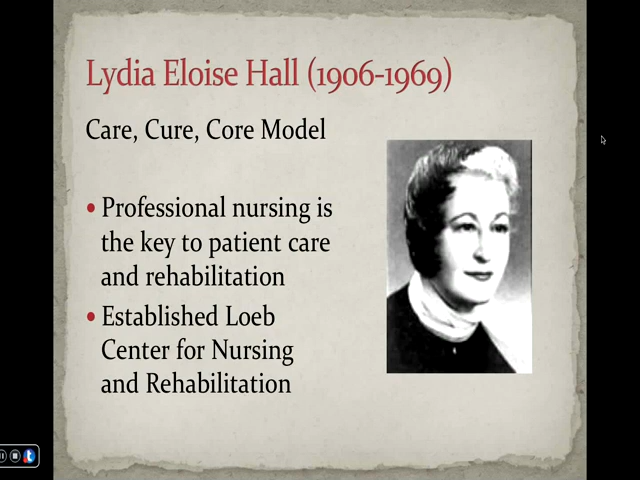 Lydia Eloise Hall (1906-1969)
Care, Cure, Core Model
• Professional nursing is
the key to patient care
and rehabilitation
• Established Loeb
Center for Nursing
and Rehabilitation
t